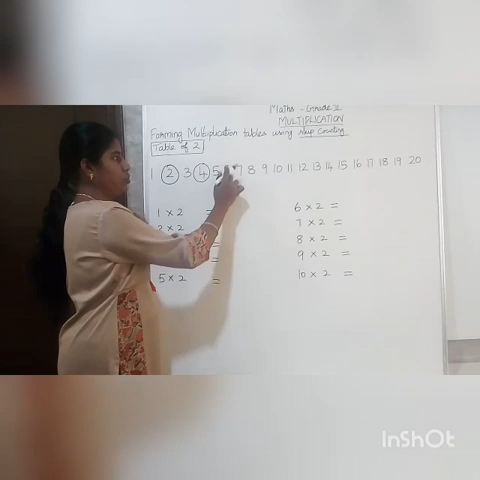 Maths - Grade 3
MULTIPLICATION
Forming Multiplication tables using Skip Counting
Table of 2
1 2 3 4 5 7 8 9 10 11 12 13 14 15 16 17 18 19 20
1 × 2 =
6 × 2 =
2 × 2
7 × 2 =
=
8 × 2 =
=
9 × 2 =
5 × 2 =
10 × 2 =
InShOt